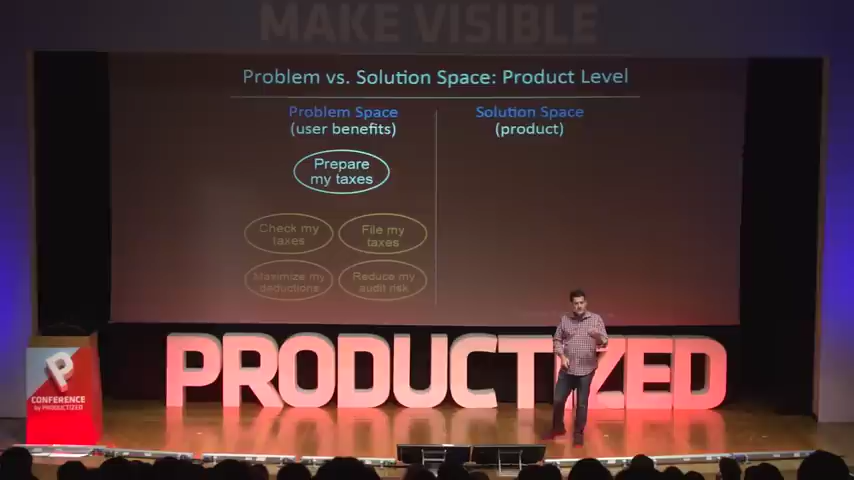 MAKE VISIBLE
Problem vs. Solution Space: Product Level
Problem Space
(user benefits)
Solution Space
(product)
Prepare
my taxes
Check my
taxes
File my
taxes
Maximize my
deductions
Reduce my
audit risk
PRODUCTIZED
P
CONFERENCE
by PRODUCTIZED